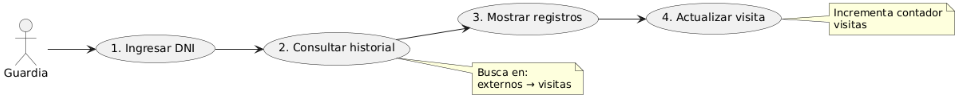 Guardia
1. Ingresar DNI
2. Consultar historial
Busca en:
externos → visitas
3. Mostrar registros
4. Actualizar visita
Incrementa contador
visitas